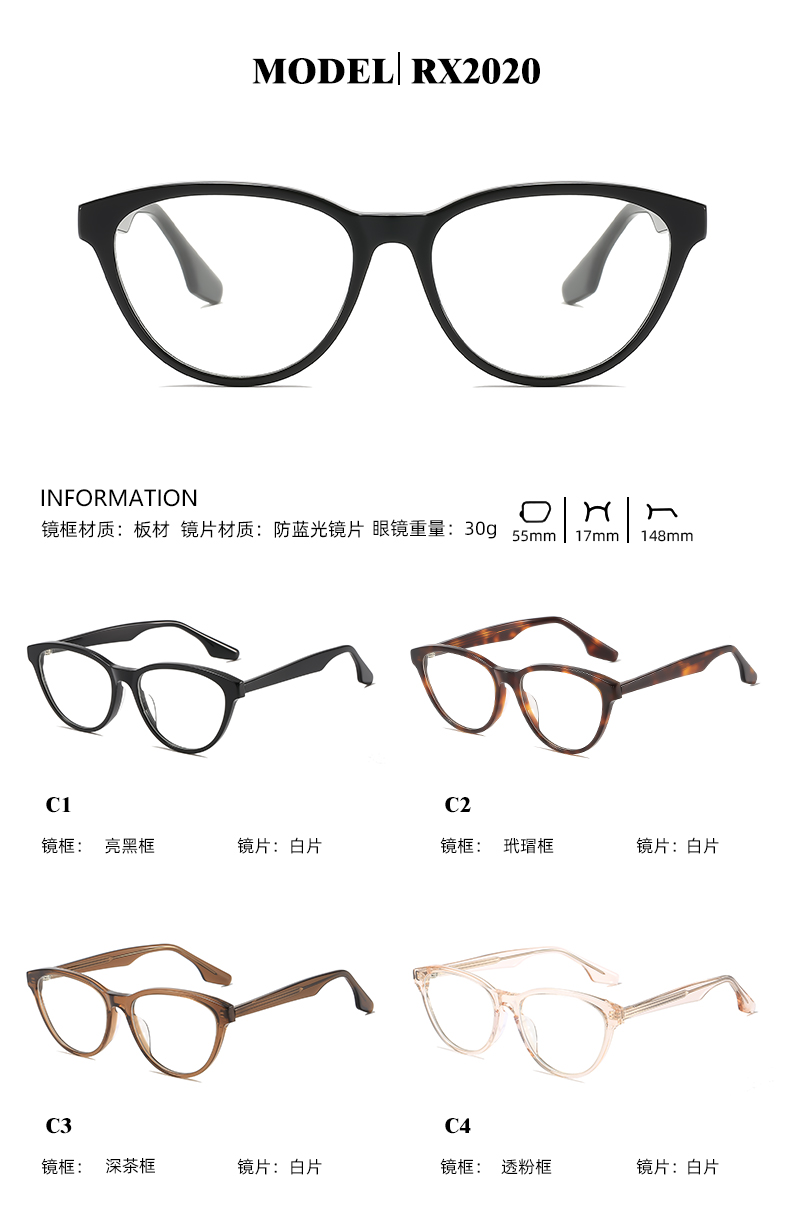 MODEL | RX2020
INFORMATION
镜框材质：板材 镜片材质：防蓝光镜片 眼镜重量：30g
55mm 17mm 148mm
C1
镜框： 亮黑框 镜片：白片
C2
镜框： 玳瑁框 镜片：白片
C3
镜框： 深茶框 镜片：白片
C4
镜框： 透粉框 镜片：白片